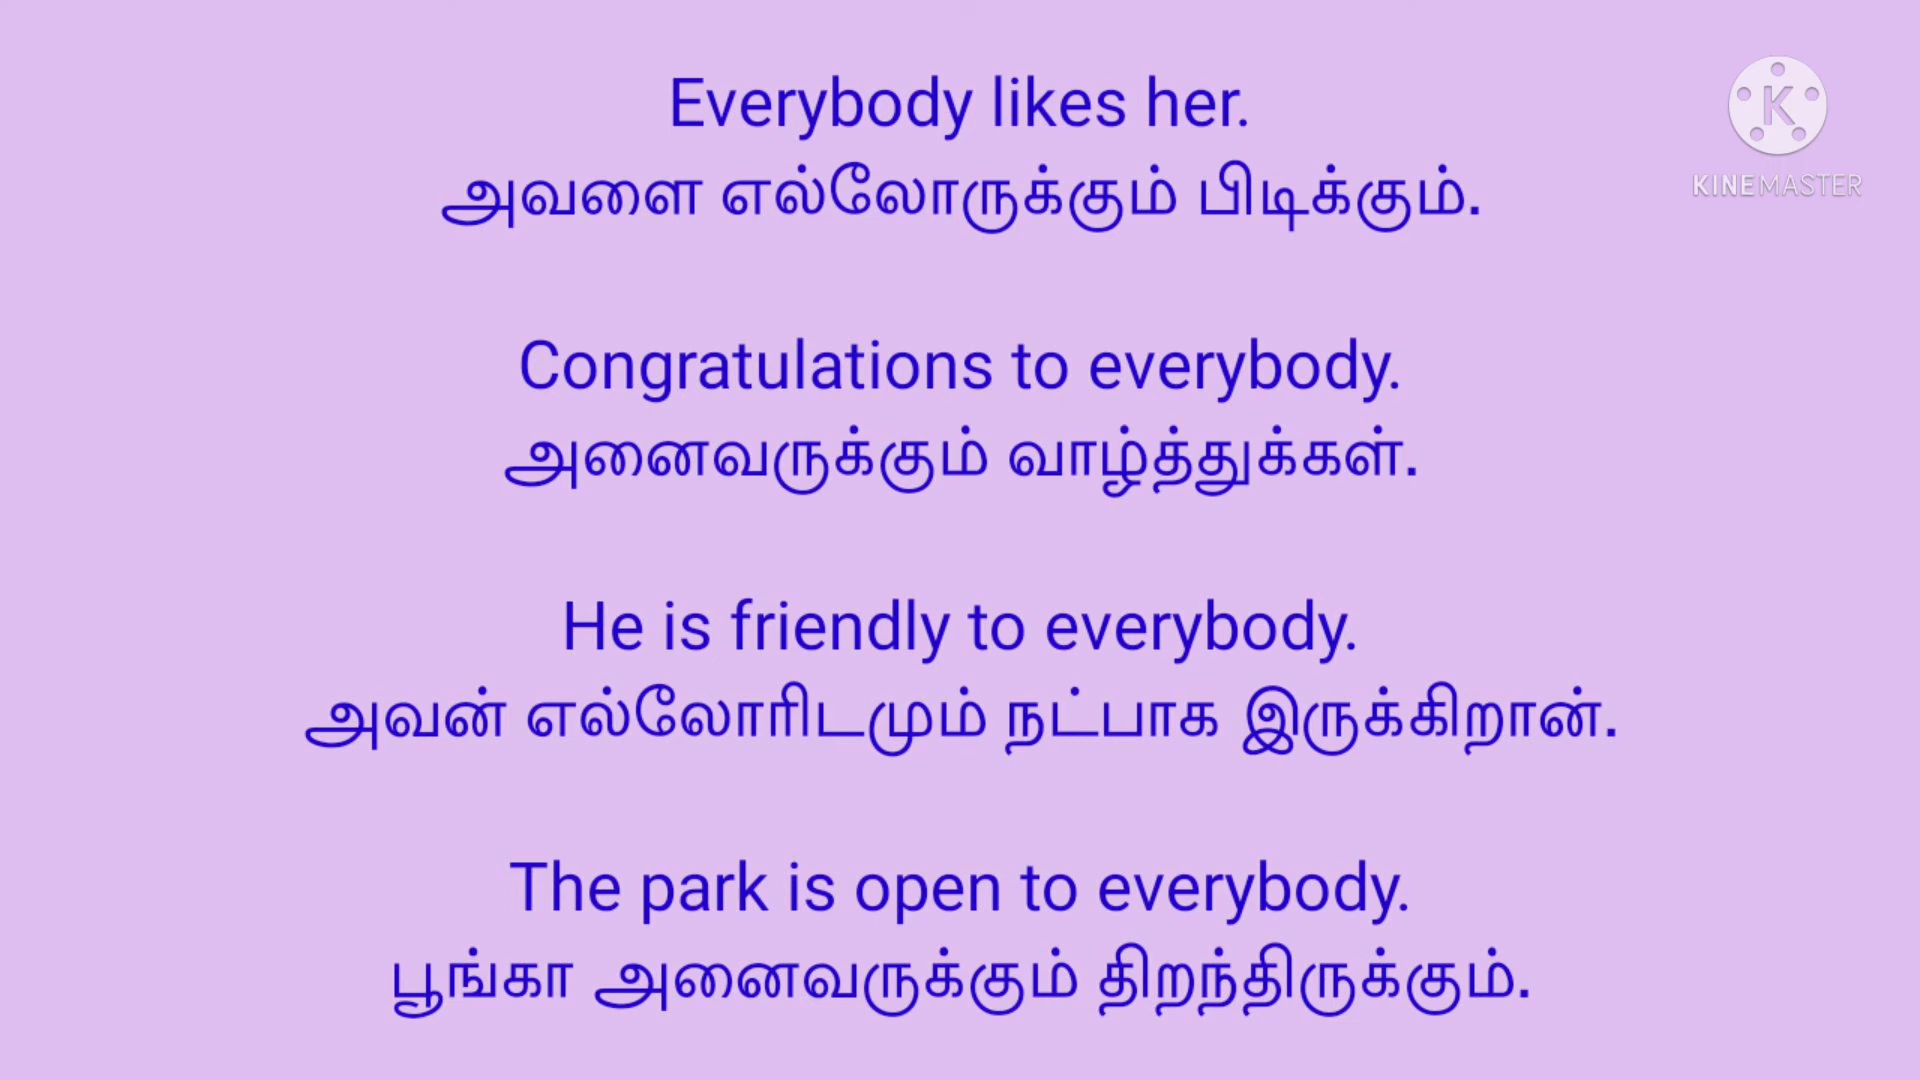 Everybody likes her.
அவளை எல்லோருக்கும் பிடிக்கும்.
Congratulations to everybody.
அனைவருக்கும் வாழ்த்துக்கள்.
He is friendly to everybody.
அவன் எல்லோரிடமும் நட்பாக இருக்கிறான்.
The park is open to everybody.
பூங்கா அனைவருக்கும் திறந்திருக்கும்.
K
KINEMASTER